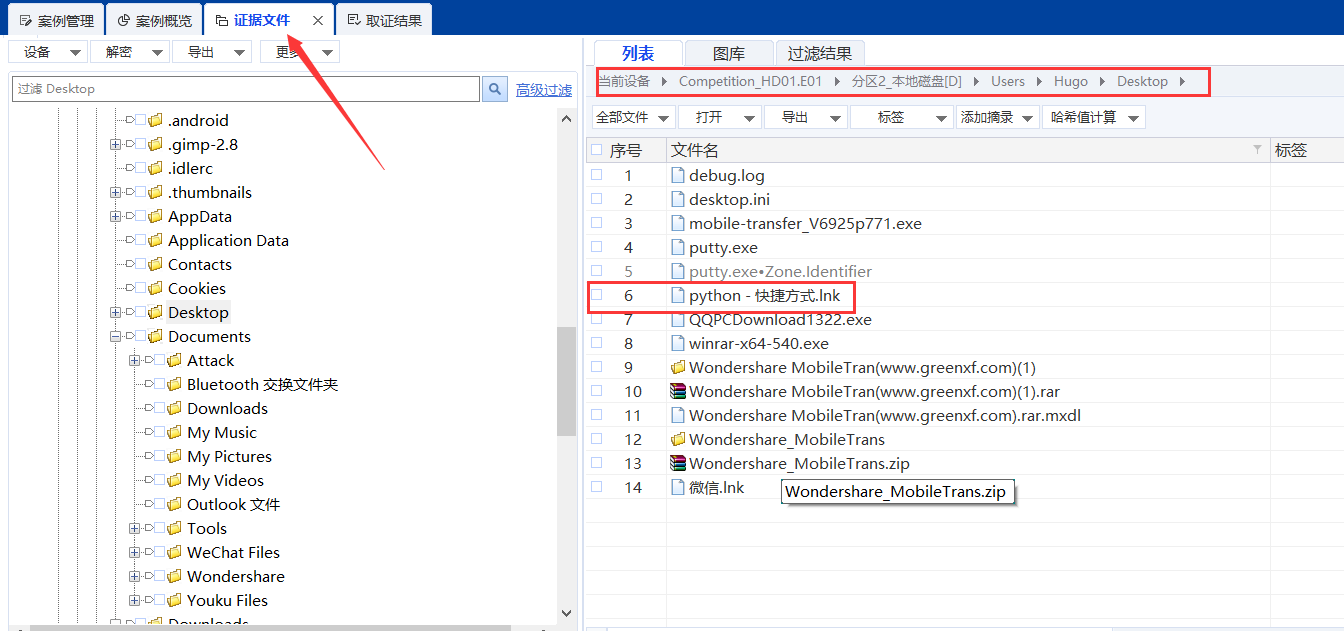 案例管理 案例概览 证据文件 取证结果
设备 解密 导出 更多
过滤 Desktop 高级过滤
.android
.gimp-2.8
.idlerc
.thumbnails
AppData
Application Data
Contacts
Cookies
Desktop
Documents
Attack
Bluetooth 交换文件夹
Downloads
My Music
My Pictures
My Videos
Outlook 文件
Tools
WeChat Files
Wondershare
Youku Files
Downloads
列表 图库 过滤结果
当前设备 Competition_HD01.E01 分区2_本地磁盘[D] Users Hugo Desktop
全部文件 打开 导出 标签 添加摘录 哈希值计算
序号 文件名 标签
1 debug.log
2 desktop.ini
3 mobile-transfer_V6925p771.exe
4 putty.exe
5 putty.exe•Zone.Identifier
6 python - 快捷方式.lnk
7 QQPCDownload1322.exe
8 winrar-x64-540.exe
9 Wondershare MobileTran(www.greenxf.com)(1)
10 Wondershare MobileTran(www.greenxf.com)(1).rar
11 Wondershare MobileTran(www.greenxf.com).rar.mxdl
12 Wondershare_MobileTrans
13 Wondershare_MobileTrans.zip
14 微信.lnk
Wondershare_MobileTrans.zip